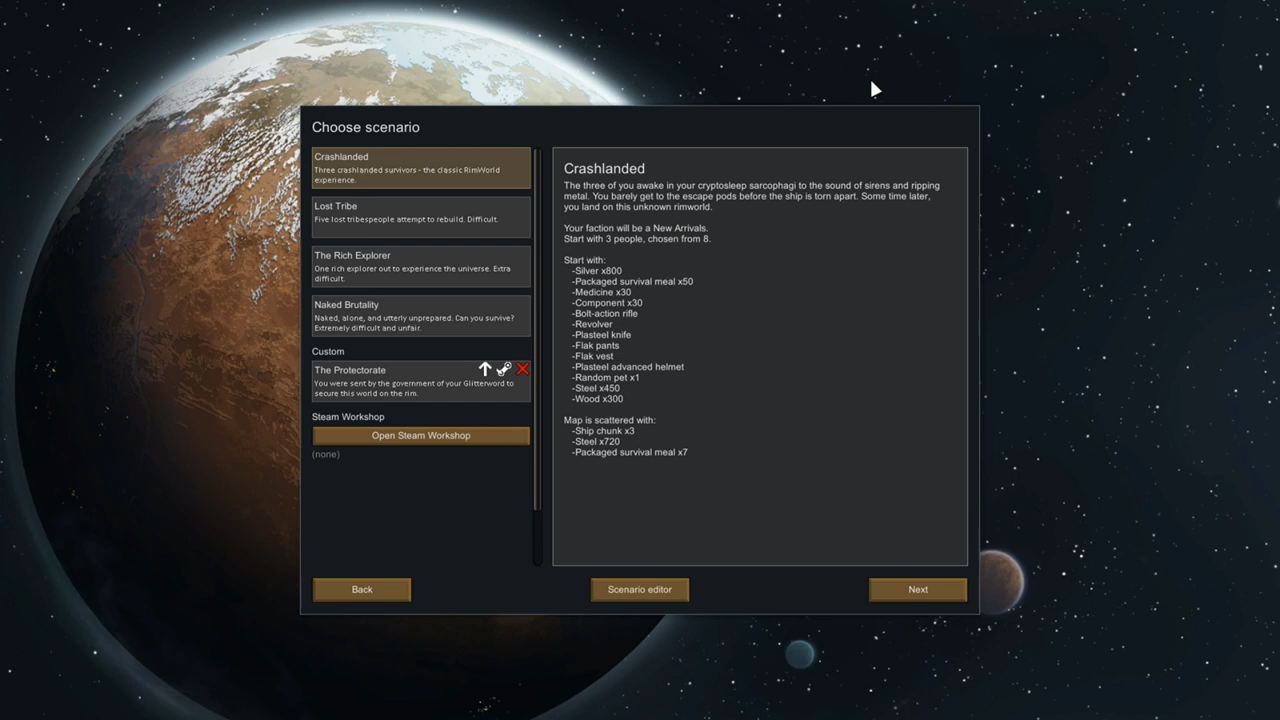 Choose scenario
Crashlanded
Three crashlanded survivors - the classic RimWorld
experience.
Lost Tribe
Five lost tribespeople attempt to rebuild. Difficult.
The Rich Explorer
One rich explorer out to experience the universe. Extra
difficult.
Naked Brutality
Naked, alone, and utterly unprepared. Can you survive?
Extremely difficult and unfair.
Custom
The Protectorate
You were sent by the government of your Glitterword to
secure this world on the rim.
Steam Workshop
Open Steam Workshop
(none)
Crashlanded
The three of you awake in your cryptosleep sarcophagi to the sound of sirens and ripping
metal. You barely get to the escape pods before the ship is torn apart. Some time later,
you land on this unknown rimworld.
Your faction will be a New Arrivals.
Start with 3 people, chosen from 8.
Start with:
-Silver x800
-Packaged survival meal x50
-Medicine x30
-Component x30
-Bolt-action rifle
-Revolver
-Plasteel knife
-Flak pants
-Flak vest
-Plasteel advanced helmet
-Random pet x1
-Steel x450
-Wood x300
Map is scattered with:
-Ship chunk x3
-Steel x720
-Packaged survival meal x7
Back
Scenario editor
Next